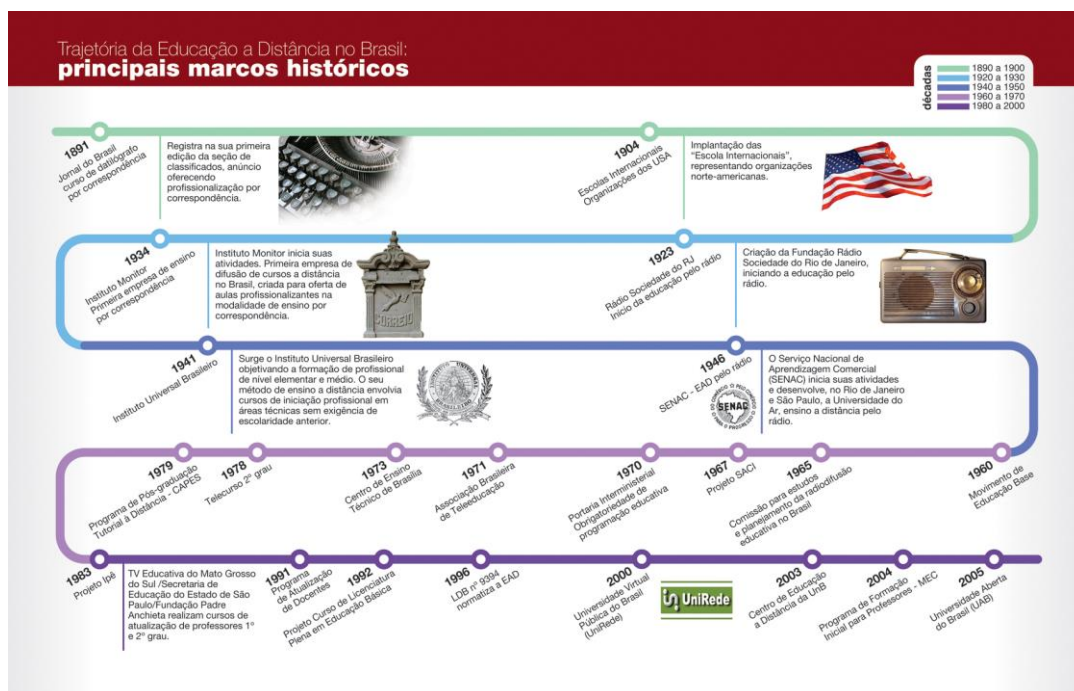 Trajetória da Educação a Distância no Brasil:
principais marcos históricos
décadas
1890 a 1900
1920 a 1930
1940 a 1950
1960 a 1970
1980 a 2000
1891
Jornal do Brasil
curso de datilógrafo
por correspondência
Registra na sua primeira
edição da seção de
classificados, anúncio
oferecendo
profissionalização por
correspondência.
1904
Escolas Internacionais
Organizações dos USA
Implantação das
"Escola Internacionais",
representando organizações
norte-americanas.
1934
Instituto Monitor
Primeira empresa de ensino
por correspondência
Instituto Monitor inicia suas
atividades. Primeira empresa de
difusão de cursos a distância
no Brasil, criada para oferta de
aulas profissionalizantes na
modalidade de ensino por
correspondência.
CORREIO
1923
Rádio Sociedade do RJ
Inicio da educação pelo rádio
Criação da Fundação Rádio
Sociedade do Rio de Janeiro,
iniciando a educação pelo
rádio.
1941
Instituto Universal Brasileiro
Surge o Instituto Universal Brasileiro
objetivando a formação de profissional
de nível elementar e médio. O seu
método de ensino a distância envolvia
cursos de iniciação profissional em
áreas técnicas sem exigência de
escolaridade anterior.
1946
SENAC - EAD pelo rádio
SENAC
O Serviço Nacional de
Aprendizagem Comercial
(SENAC) inicia suas atividades
e desenvolve, no Rio de Janeiro
e São Paulo, a Universidade do
Ar, ensino a distância pelo
rádio.
1979
Programa de Pós-graduação
Tutorial à Distância - CAPES
1978
Telecurso 2º grau
1973
Centro de Ensino
Técnico de Brasília
1971
Associação Brasileira
de Teleeducação
1970
Portaria Interministerial
Obrigatoriedade de
programação educativa
1967
Projeto SACI
1965
Comissão para estudos
e planejamento da radiodifusão
educativa no Brasil
1960
Movimento de
Educação Base
1983
Projeto Ipê
TV Educativa do Mato Grosso
do Sul /Secretaria de
Educação do Estado de São
Paulo/Fundação Padre
Anchieta realizam cursos de
atualização de professores 1º
e 2º grau.
1991
Programa
de Atualização
de Docentes
1992
Projeto Curso de Licenciatura
Plena em Educação Básica
1996
LDB nº 9394
normatiza a EAD
2000
Universidade Virtual
Pública do Brasil
(UniRede)
UniRede
2003
Centro de Educação
a Distância da UnB
2004
Programa de Formação
Inicial para Professores - MEC
2005
Universidade Aberta
do Brasil (UAB)